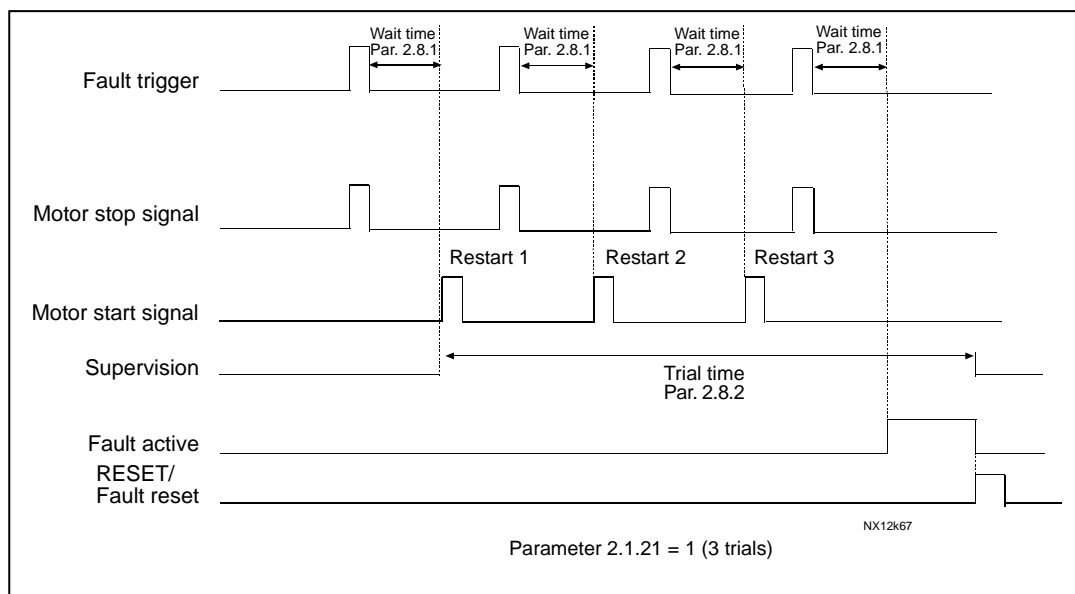 Wait time
Par. 2.8.1
Wait time
Par. 2.8.1
Wait time
Par. 2.8.1
Wait time
Par. 2.8.1
Fault trigger
Motor stop signal
Restart 1
Restart 2
Restart 3
Motor start signal
Supervision
Trial time
Par. 2.8.2
Fault active
RESET/
Fault reset
NX12k67
Parameter 2.1.21 = 1 (3 trials)